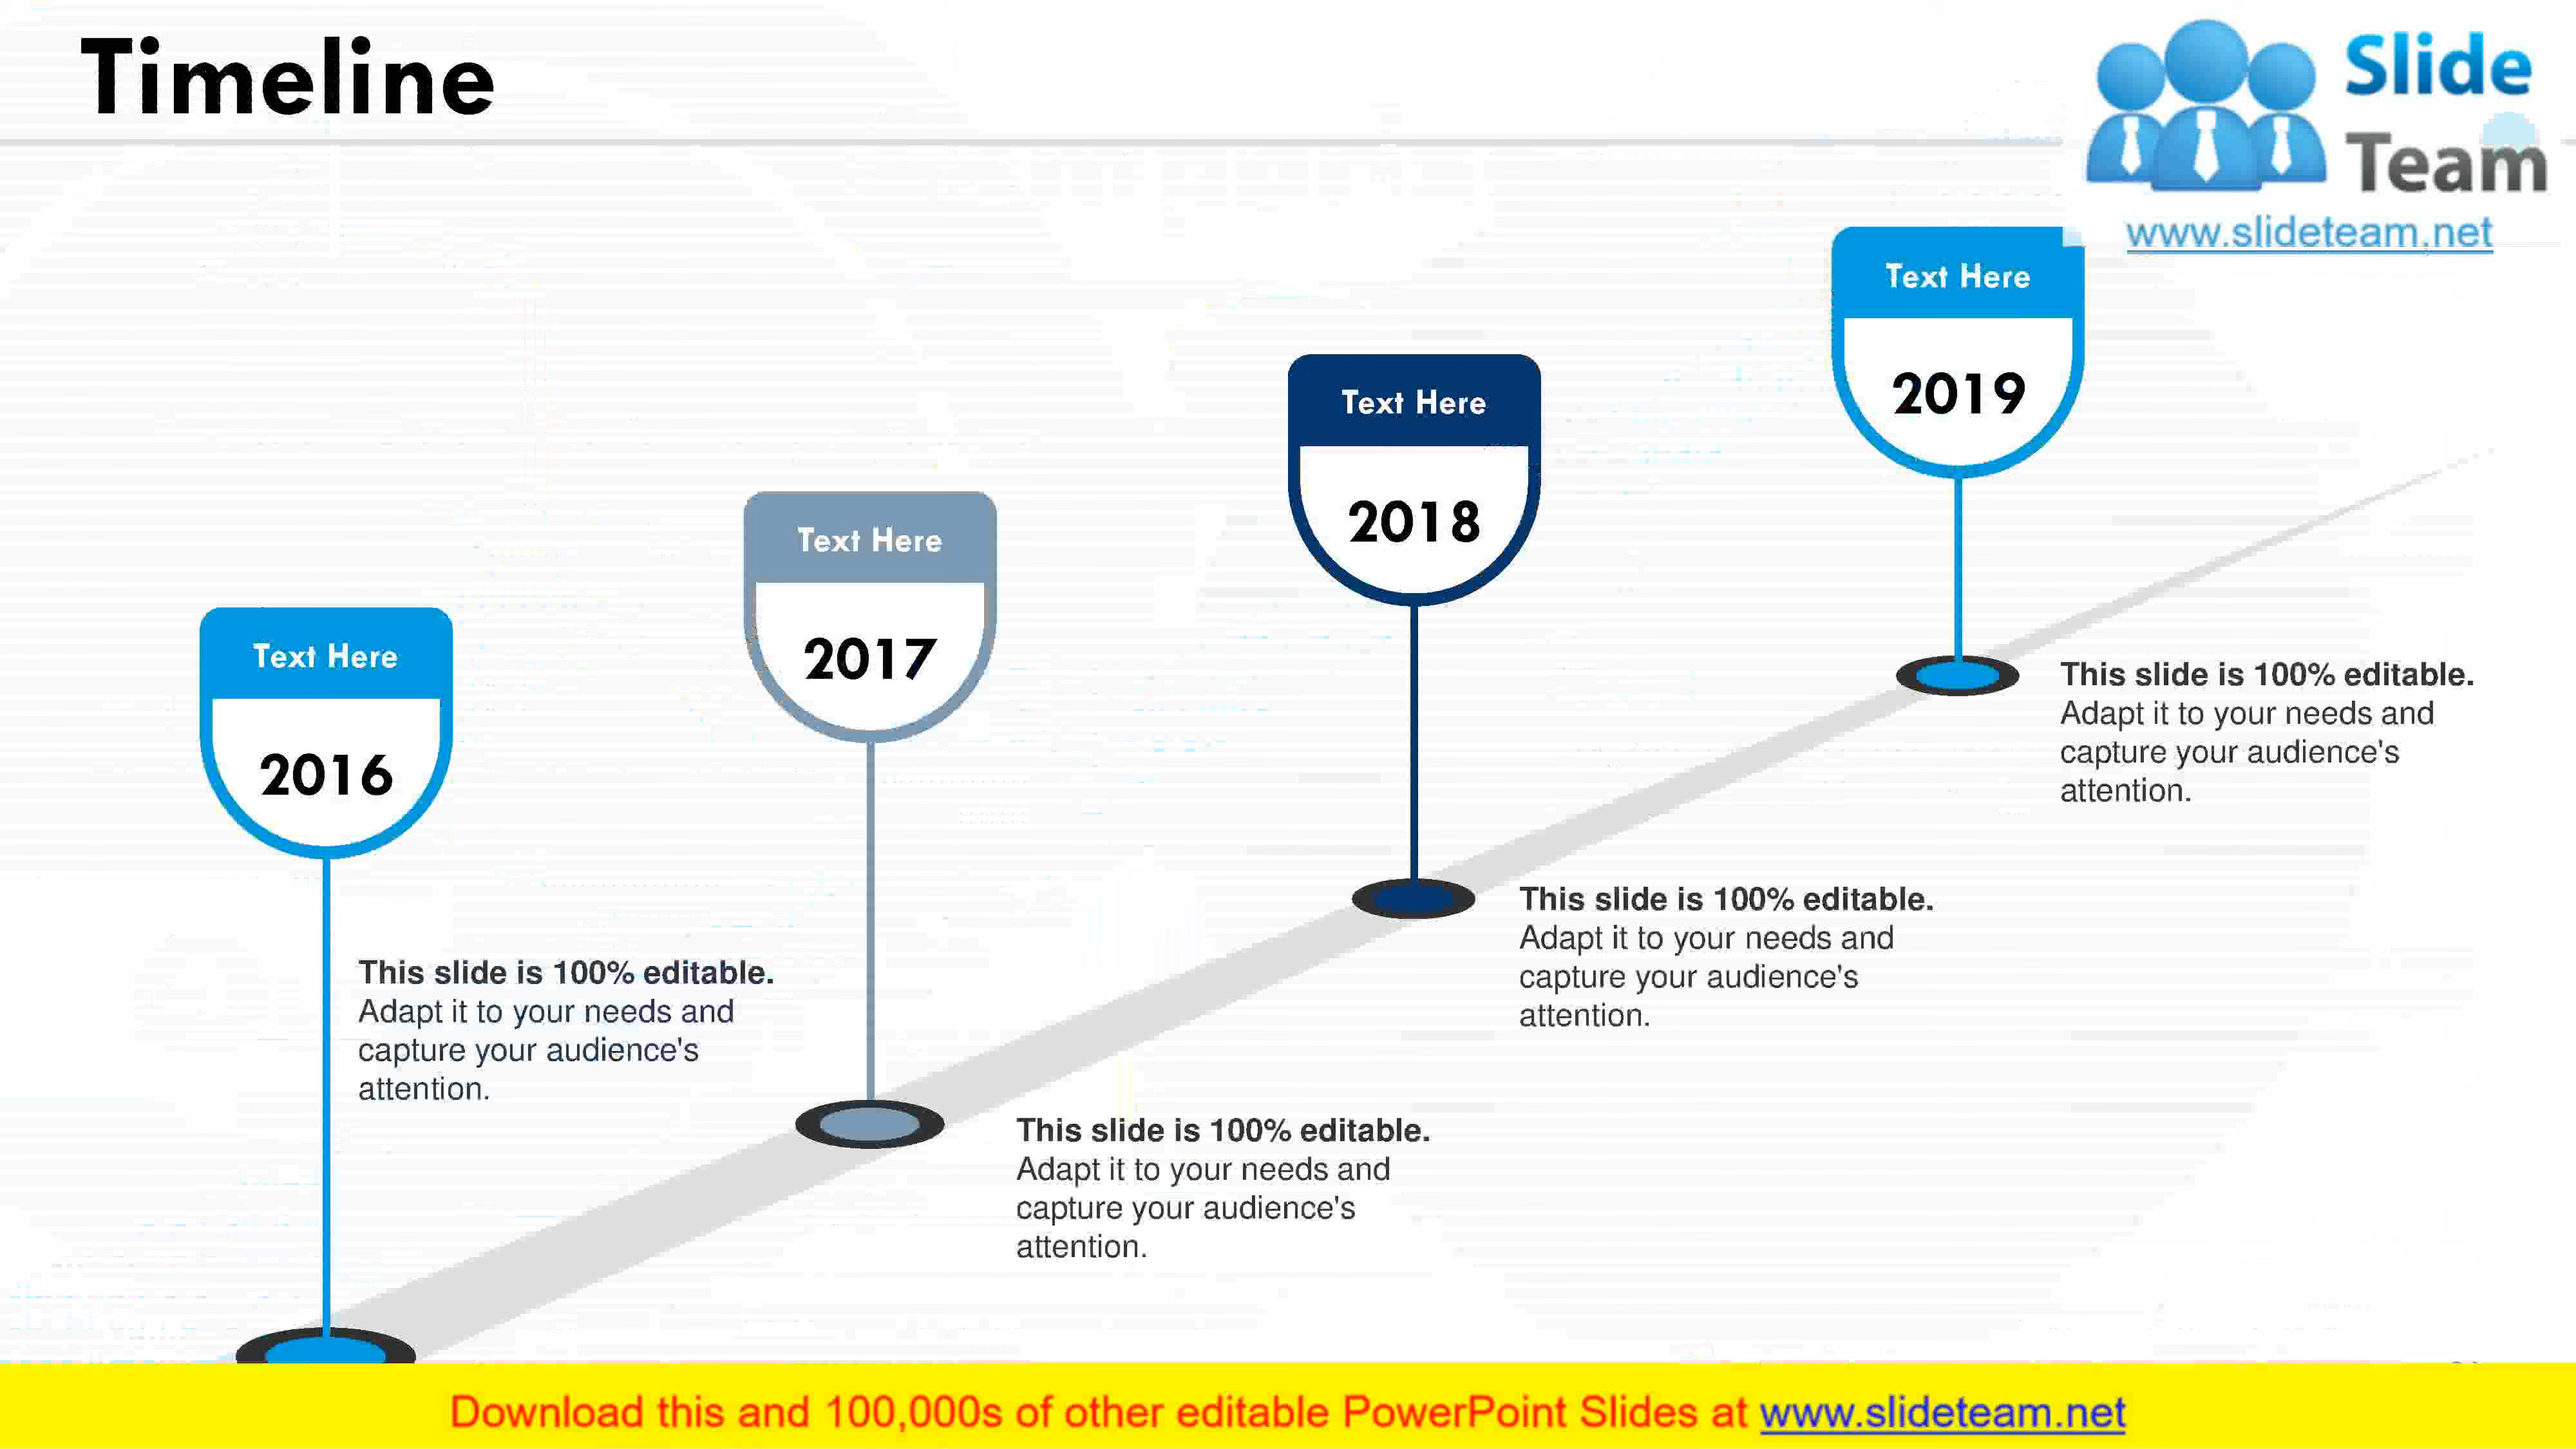 Timeline
Slide
Team
www.slideteam.net
Text Here
2019
Text Here
2018
Text Here
2017
Text Here
2016
This slide is 100% editable.
Adapt it to your needs and
capture your audience's
attention.
This slide is 100% editable.
Adapt it to your needs and
capture your audience's
attention.
This slide is 100% editable.
Adapt it to your needs and
capture your audience's
attention.
This slide is 100% editable.
Adapt it to your needs and
capture your audience's
attention.
Download this and 100,000s of other editable PowerPoint Slides at www.slideteam.net